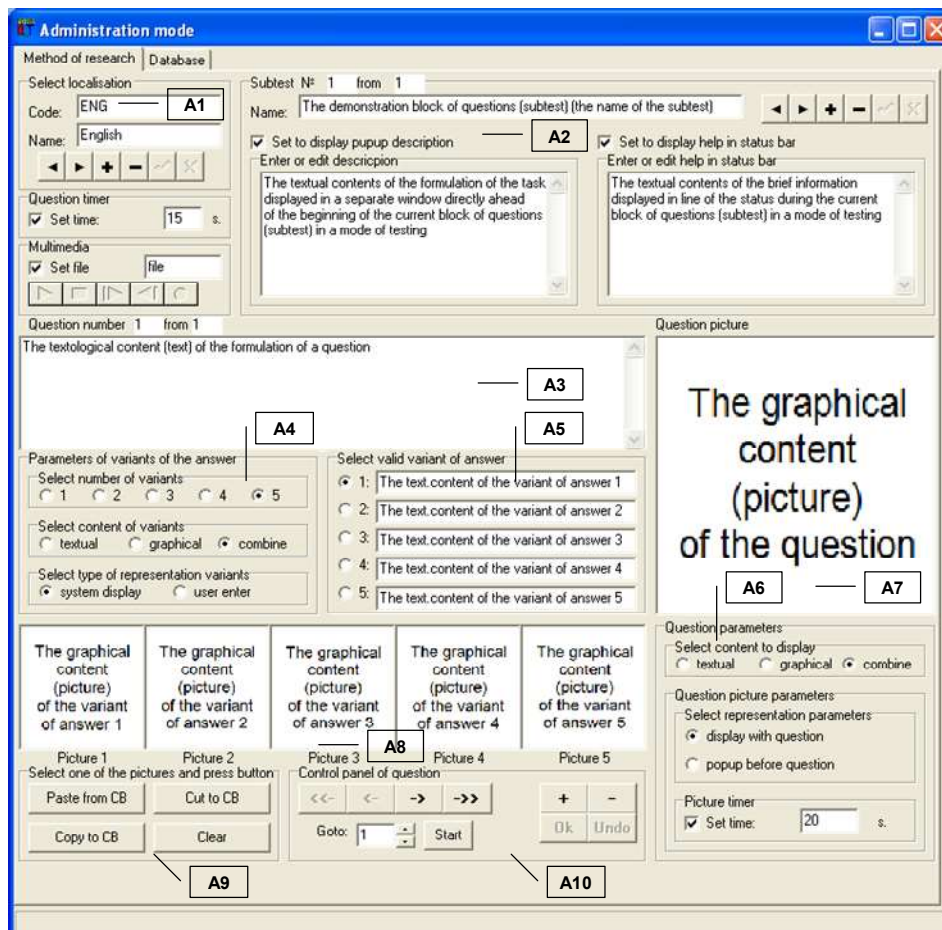 Administration mode
Method of research Database
Select localisation
Code: ENG
A1
Name: English
Subtest № 1 from 1
Name: The demonstration block of questions (subtest) (the name of the subtest)
A2
Set to display pupup description
Set to display help in status bar
Enter or edit descricpion
The textual contents of the formulation of the task
displayed in a separate window directly ahead
of the beginning of the current block of questions
(subtest) in a mode of testing
Enter or edit help in status bar
The textual contents of the brief information
displayed in line of the status during the current
block of questions (subtest) in a mode of testing
Question timer
Set time: 15 s.
Multimedia
Set file file
Question number 1 from 1
The textological content (text) of the formulation of a question
A3
Question picture
The graphical
content
(picture)
of the question
A4
A5
Parameters of variants of the answer
Select number of variants
1 2 3 4 5
Select content of variants
textual graphical combine
Select type of representation variants
system display user enter
Select valid variant of answer
1: The text.content of the variant of answer 1
2: The text.content of the variant of answer 2
3: The text.content of the variant of answer 3
4: The text.content of the variant of answer 4
5: The text.content of the variant of answer 5
A6
A7
The graphical
content
(picture)
of the variant
of answer 1
The graphical
content
(picture)
of the variant
of answer 2
The graphical
content
(picture)
of the variant
of answer 3
The graphical
content
(picture)
of the variant
of answer 4
The graphical
content
(picture)
of the variant
of answer 5
Picture 1 Picture 2 Picture 3 Picture 4 Picture 5
A8
Question parameters
Select content to display
textual graphical combine
Question picture parameters
Select representation parameters
display with question
popup before question
Picture timer
Set time: 20 s.
Select one of the pictures and press button
Paste from CB Cut to CB
Copy to CB Clear
A9
Control panel of question
<<- <- -> ->> + -
Goto: 1 Start Ok Undo
A10